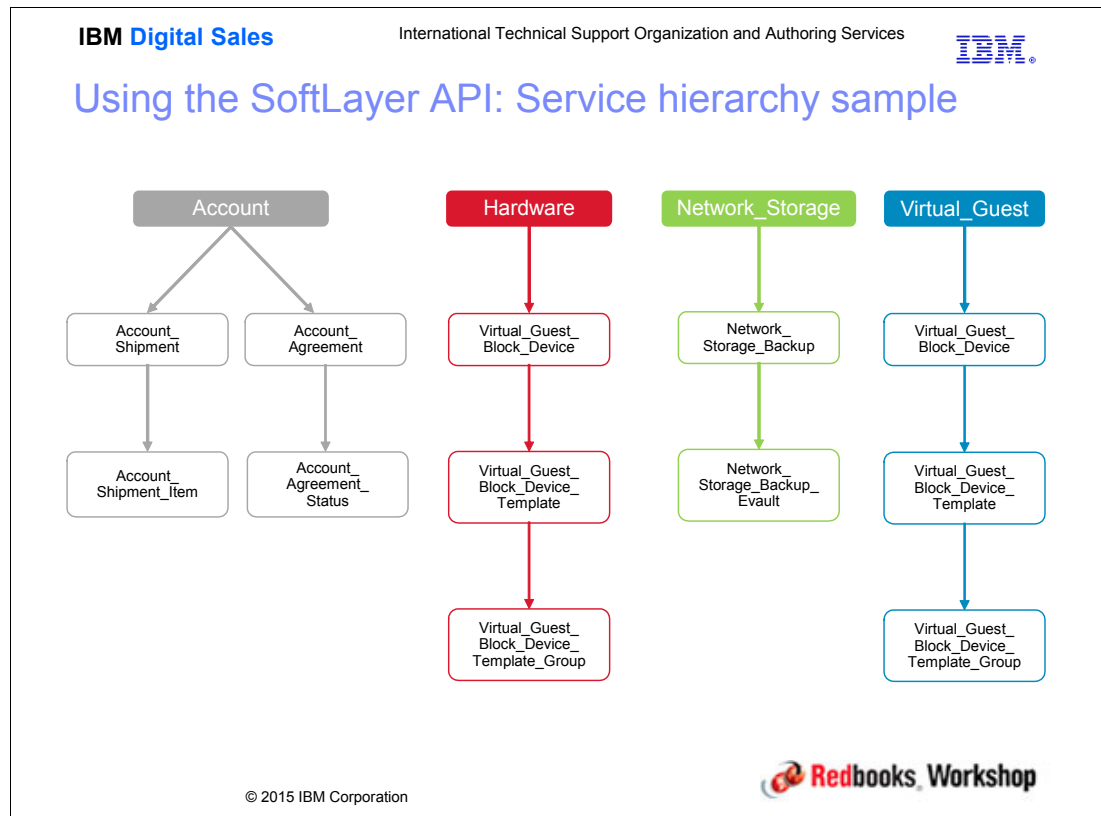 IBM Digital Sales
International Technical Support Organization and Authoring Services
IBM®
Using the SoftLayer API: Service hierarchy sample
Account
Hardware
Network_Storage
Virtual_Guest
Account_
Shipment
Account_
Agreement
Virtual_Guest_
Block_Device
Network_
Storage_Backup
Virtual_Guest_
Block_Device
Account_
Shipment_Item
Account_
Agreement_
Status
Virtual_Guest_
Block_Device_
Template
Network_
Storage_Backup_
Evault
Virtual_Guest_
Block_Device_
Template
Virtual_Guest_
Block_Device_
Template_Group
Virtual_Guest_
Block_Device_
Template_Group
© 2015 IBM Corporation
Redbooks. Workshop